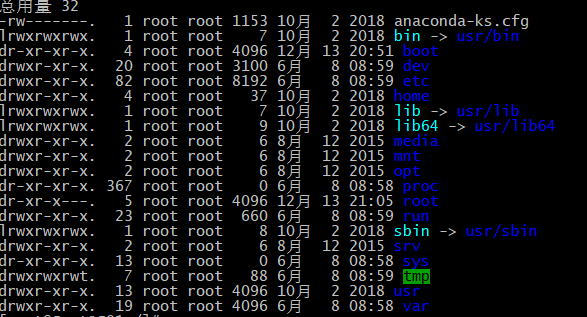 总用量 32
-rw-------. 1 root root 1153 10月 2 2018 anaconda-ks.cfg
lrwxrwxrwx. 1 root root 7 10月 2 2018 bin -> usr/bin
dr-xr-xr-x. 4 root root 4096 12月 13 20:51 boot
drwxr-xr-x. 20 root root 3100 6月 8 08:59 dev
drwxr-xr-x. 82 root root 8192 6月 8 08:59 etc
drwxr-xr-x. 4 root root 37 10月 2 2018 home
lrwxrwxrwx. 1 root root 7 10月 2 2018 lib -> usr/lib
lrwxrwxrwx. 1 root root 9 10月 2 2018 lib64 -> usr/lib64
drwxr-xr-x. 2 root root 6 8月 12 2015 media
drwxr-xr-x. 2 root root 6 8月 12 2015 mnt
drwxr-xr-x. 2 root root 6 8月 12 2015 opt
dr-xr-xr-x. 367 root root 0 6月 8 08:58 proc
dr-xr-x---. 5 root root 4096 12月 13 21:05 root
drwxr-xr-x. 23 root root 660 6月 8 08:59 run
lrwxrwxrwx. 1 root root 8 10月 2 2018 sbin -> usr/sbin
drwxr-xr-x. 2 root root 6 8月 12 2015 srv
dr-xr-xr-x. 13 root root 0 6月 8 08:58 sys
drwxrwxrwt. 7 root root 88 6月 8 08:59 tmp
drwxr-xr-x. 13 root root 4096 10月 2 2018 usr
drwxr-xr-x. 19 root root 4096 6月 8 08:58 var